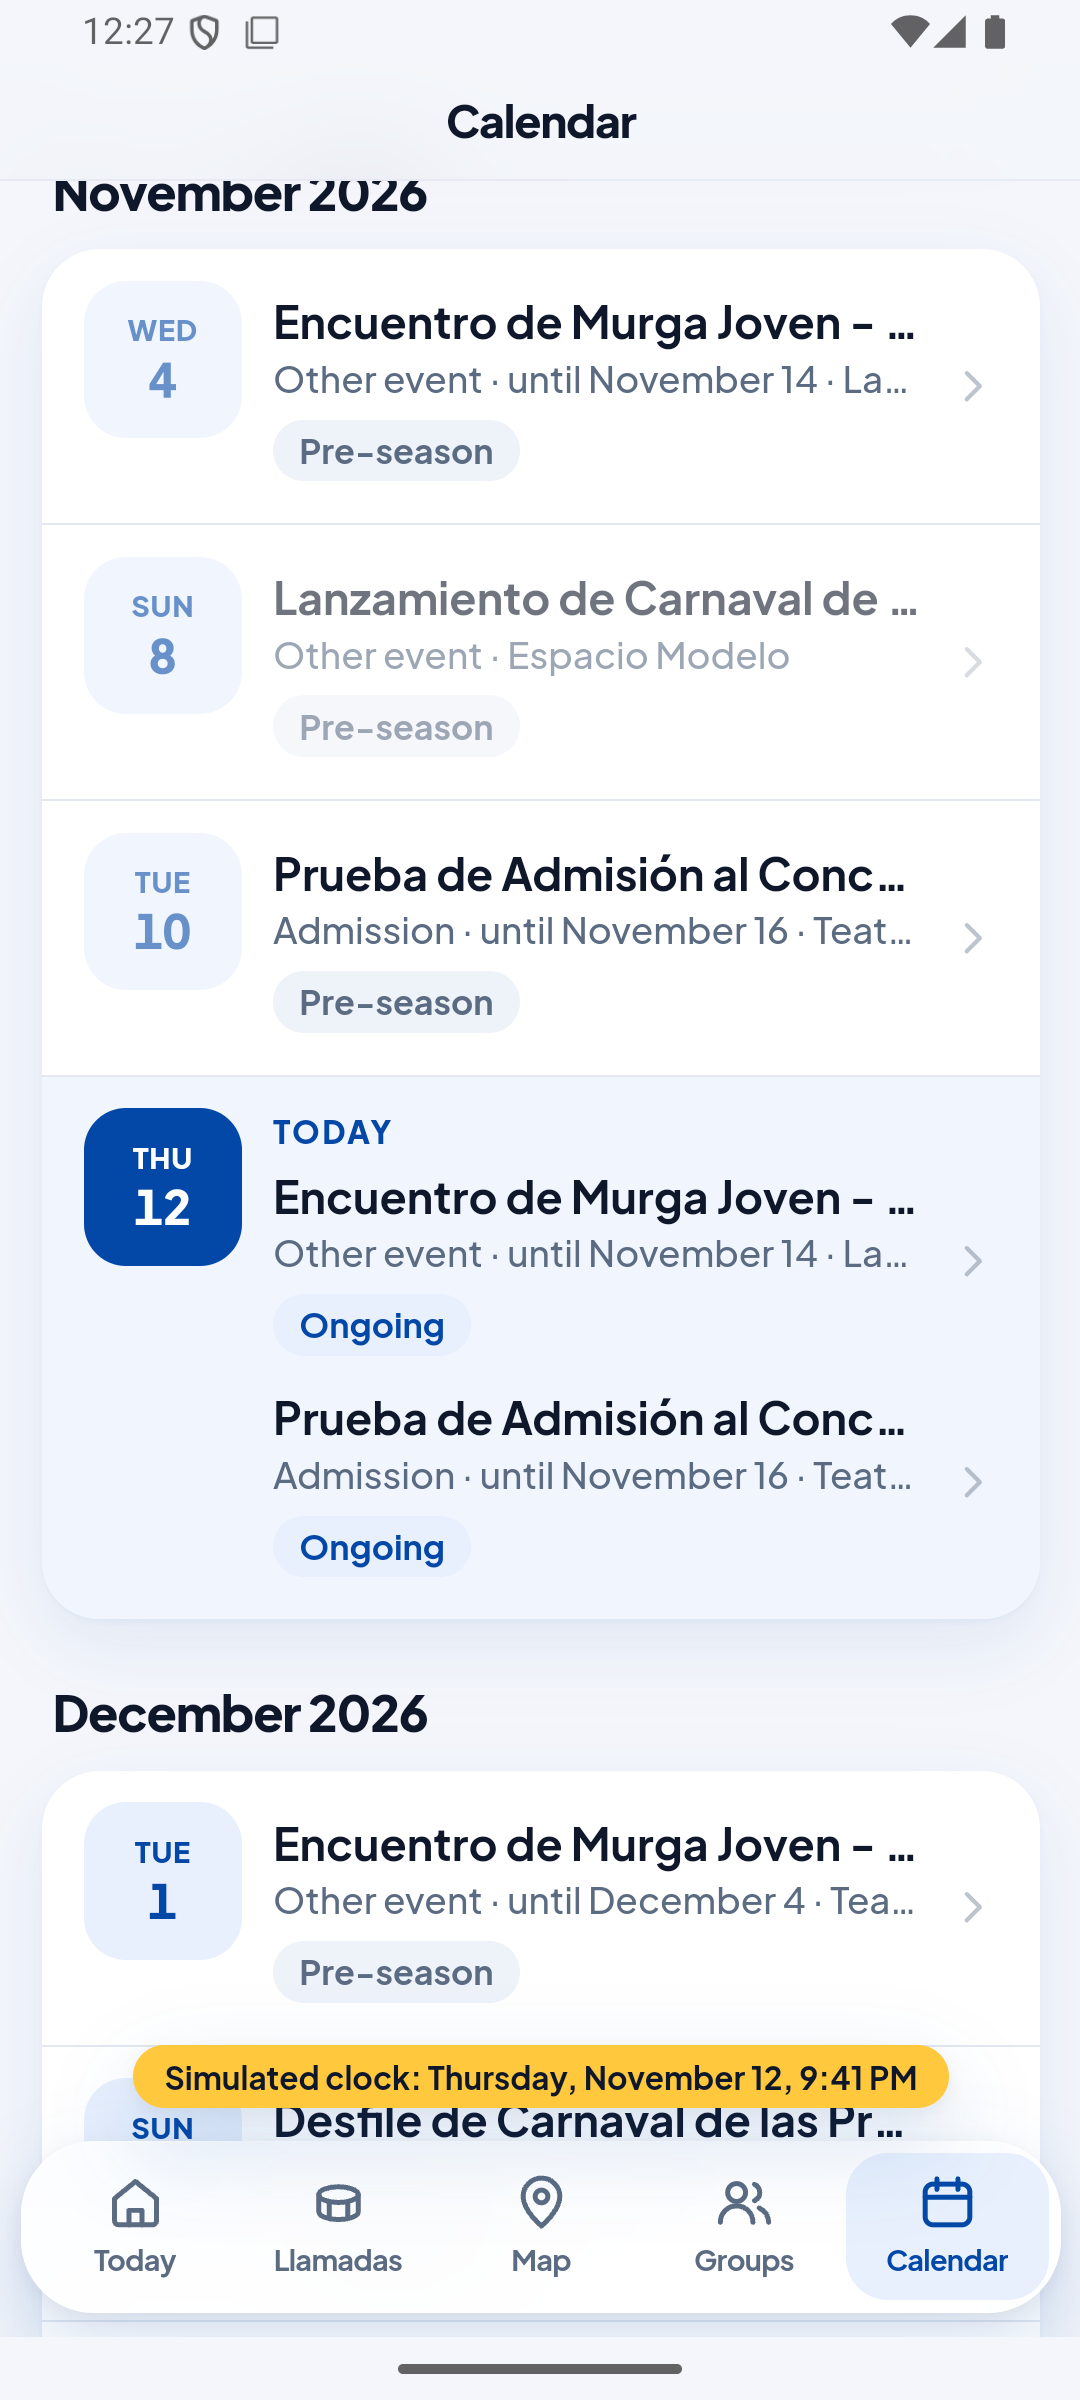 12:27
Calendar
November 2026
WED
4
Encuentro de Murga Joven - ...
Other event · until November 14 · La...
Pre-season
SUN
8
Lanzamiento de Carnaval de ...
Other event · Espacio Modelo
Pre-season
TUE
10
Prueba de Admisión al Conc...
Admission · until November 16 · Teat...
Pre-season
THU
12
TODAY
Encuentro de Murga Joven - ...
Other event · until November 14 · La...
Ongoing
Prueba de Admisión al Conc...
Admission · until November 16 · Teat...
Ongoing
December 2026
TUE
1
Encuentro de Murga Joven - ...
Other event · until December 4 · Tea...
Pre-season
Simulated clock: Thursday, November 12, 9:41 PM
SUN
Desfile de Carnaval de las Pr...
Today
Llamadas
Map
Groups
Calendar